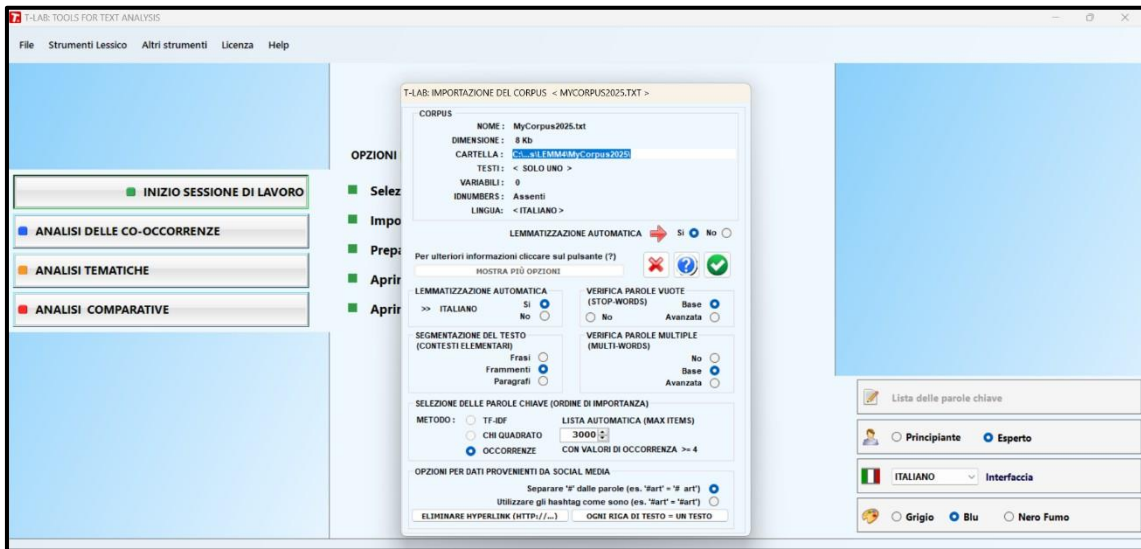 T-LAB: TOOLS FOR TEXT ANALYSIS
File Strumenti Lessico Altri strumenti Licenza Help
INIZIO SESSIONE DI LAVORO
ANALISI DELLE CO-OCCORRENZE
ANALISI TEMATICHE
ANALISI COMPARATIVE
OPZIONI
Selez
Impo
Prepa
Aprir
Aprir
T-LAB: IMPORTAZIONE DEL CORPUS < MYCORPUS2025.TXT >
CORPUS
NOME : MyCorpus2025.txt
DIMENSIONE : 8 Kb
CARTELLA : C:\...s\LEMM4\MyCorpus2025\
TESTI : < SOLO UNO >
VARIABILI : 0
IDNUMBERS : Assenti
LINGUA: < ITALIANO >
LEMMATIZZAZIONE AUTOMATICA Si No
Per ulteriori informazioni cliccare sul pulsante (?)
MOSTRA PIÙ OPZIONI
LEMMATIZZAZIONE AUTOMATICA
>> ITALIANO Si
No
VERIFICA PAROLE VUOTE
(STOP-WORDS) Base
No Avanzata
SEGMENTAZIONE DEL TESTO
(CONTESTI ELEMENTARI)
Frasi
Frammenti
Paragrafi
VERIFICA PAROLE MULTIPLE
(MULTI-WORDS)
No
Base
Avanzata
SELEZIONE DELLE PAROLE CHIAVE (ORDINE DI IMPORTANZA)
METODO : TF-IDF LISTA AUTOMATICA (MAX ITEMS)
CHI QUADRATO 3000
OCCORRENZE CON VALORI DI OCCORRENZA >= 4
OPZIONI PER DATI PROVENIENTI DA SOCIAL MEDIA
Separare '#' dalle parole (es. '#art' = '# art')
Utilizzare gli hashtag come sono (es. '#art' = '#art')
ELIMINARE HYPERLINK (HTTP://...) OGNI RIGA DI TESTO = UN TESTO
Lista delle parole chiave
Principiante Esperto
ITALIANO Interfaccia
Grigio Blu Nero Fumo